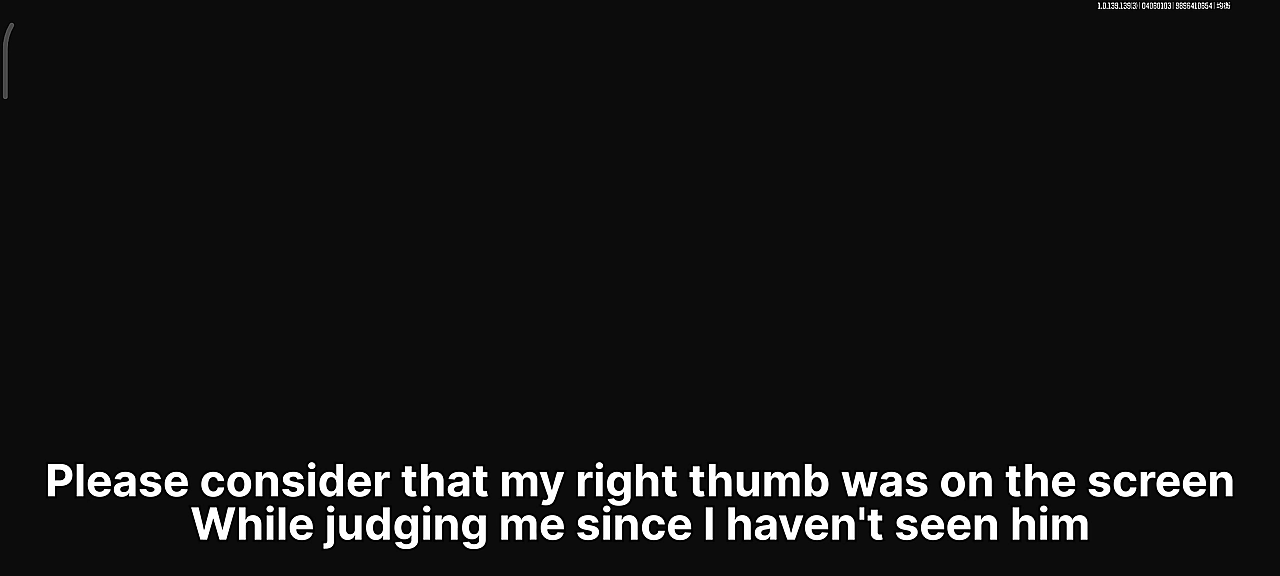 Please consider that my right thumb was on the screen
While judging me since I haven't seen him